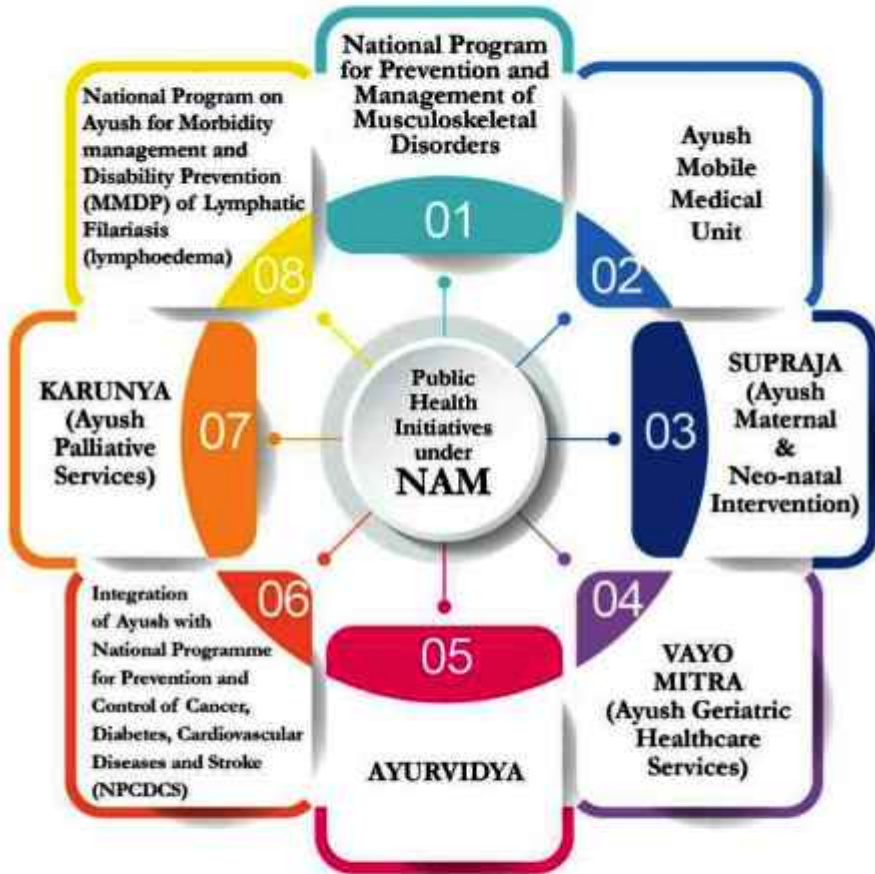 Public
Health
Initiatives
under
NAM
01
National Program
for Prevention and
Management of
Musculoskeletal
Disorders
02
Ayush
Mobile
Medical
Unit
03
SUPRAJA
(Ayush
Maternal
&
Neo-natal
Intervention)
04
VAYO
MITRA
(Ayush Geriatric
Healthcare
Services)
05
AYURVIDYA
06
Integration
of Ayush with
National Programme
for Prevention and
Control of Cancer,
Diabetes, Cardiovascular
Diseases and Stroke
(NPCDCS)
07
KARUNYA
(Ayush
Palliative
Services)
08
National Program on
Ayush for Morbidity
management and
Disability Prevention
(MMDP) of Lymphatic
Filariasis
(lymphoedema)